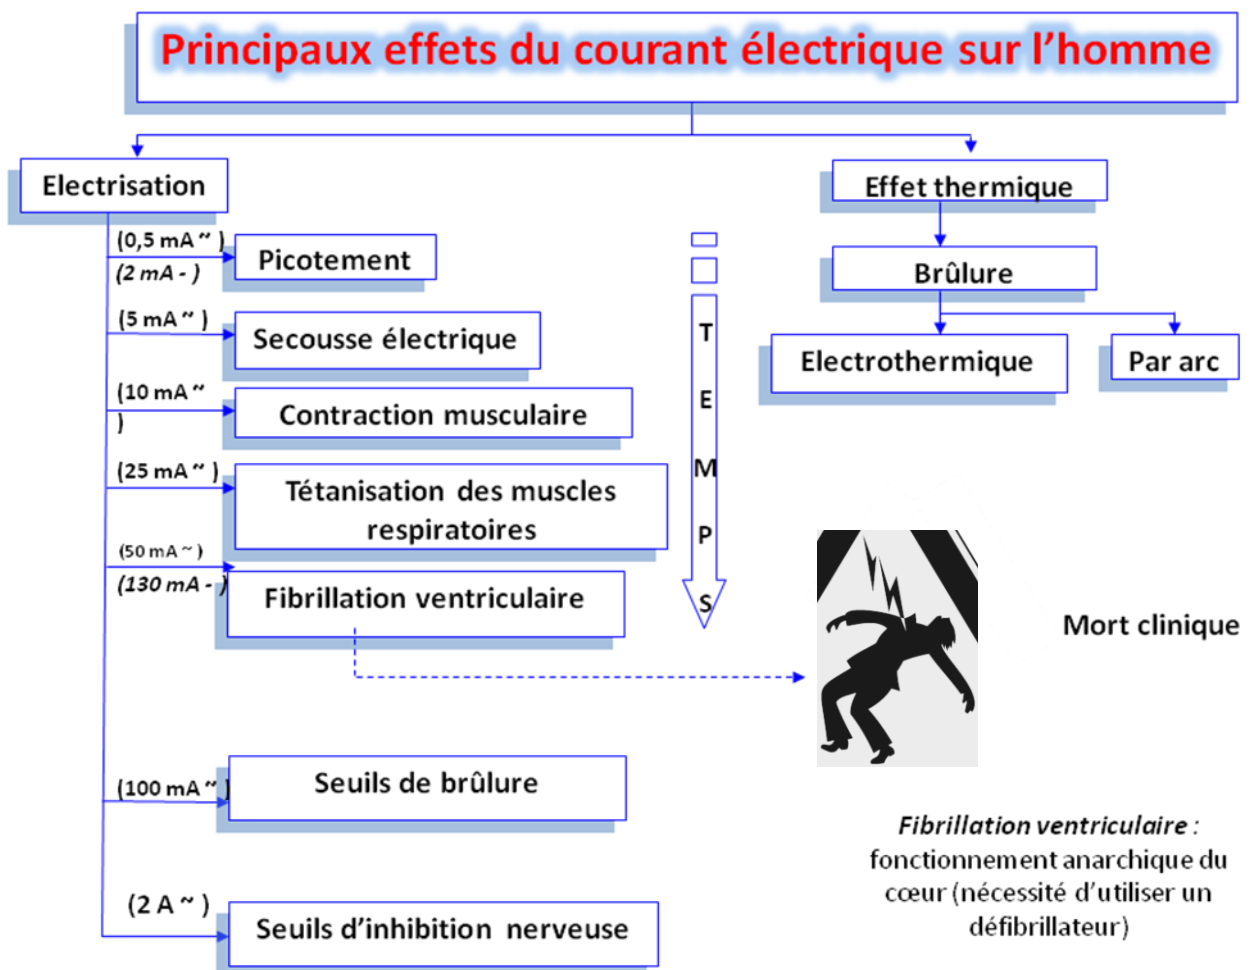 Principaux effets du courant électrique sur l’homme
Electrisation
(0,5 mA ~ )
(2 mA - )
Picotement
(5 mA ~ )
Secousse électrique
(10 mA ~
)
Contraction musculaire
(25 mA ~ )
Tétanisation des muscles
respiratoires
(50 mA ~ )
(130 mA - )
Fibrillation ventriculaire
(100 mA ~ )
Seuils de brûlure
(2 A ~ )
Seuils d’inhibition nerveuse
T
E
M
P
S
Effet thermique
Brûlure
Electrothermique
Par arc
Mort clinique
Fibrillation ventriculaire :
fonctionnement anarchique du
cœur (nécessité d’utiliser un
défibrillateur)